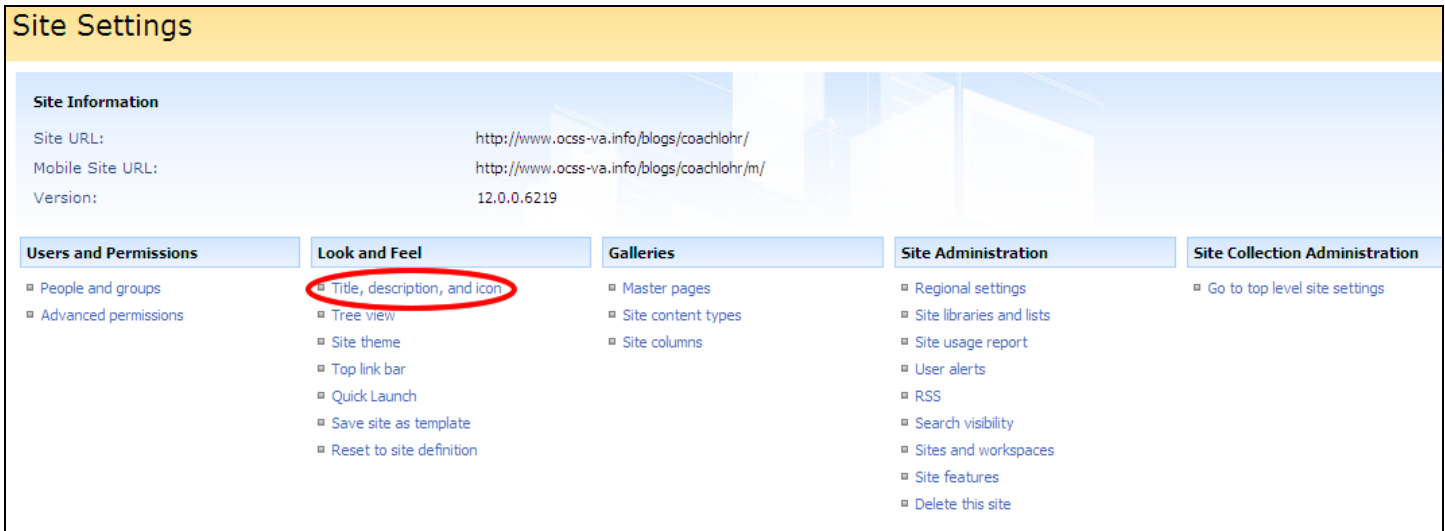 Site Settings
Site Information
Site URL: http://www.ocss-va.info/blogs/coachlohr/
Mobile Site URL: http://www.ocss-va.info/blogs/coachlohr/m/
Version: 12.0.0.6219
Users and Permissions
People and groups
Advanced permissions
Look and Feel
Title, description, and icon
Tree view
Site theme
Top link bar
Quick Launch
Save site as template
Reset to site definition
Galleries
Master pages
Site content types
Site columns
Site Administration
Regional settings
Site libraries and lists
Site usage report
User alerts
RSS
Search visibility
Sites and workspaces
Site features
Delete this site
Site Collection Administration
Go to top level site settings